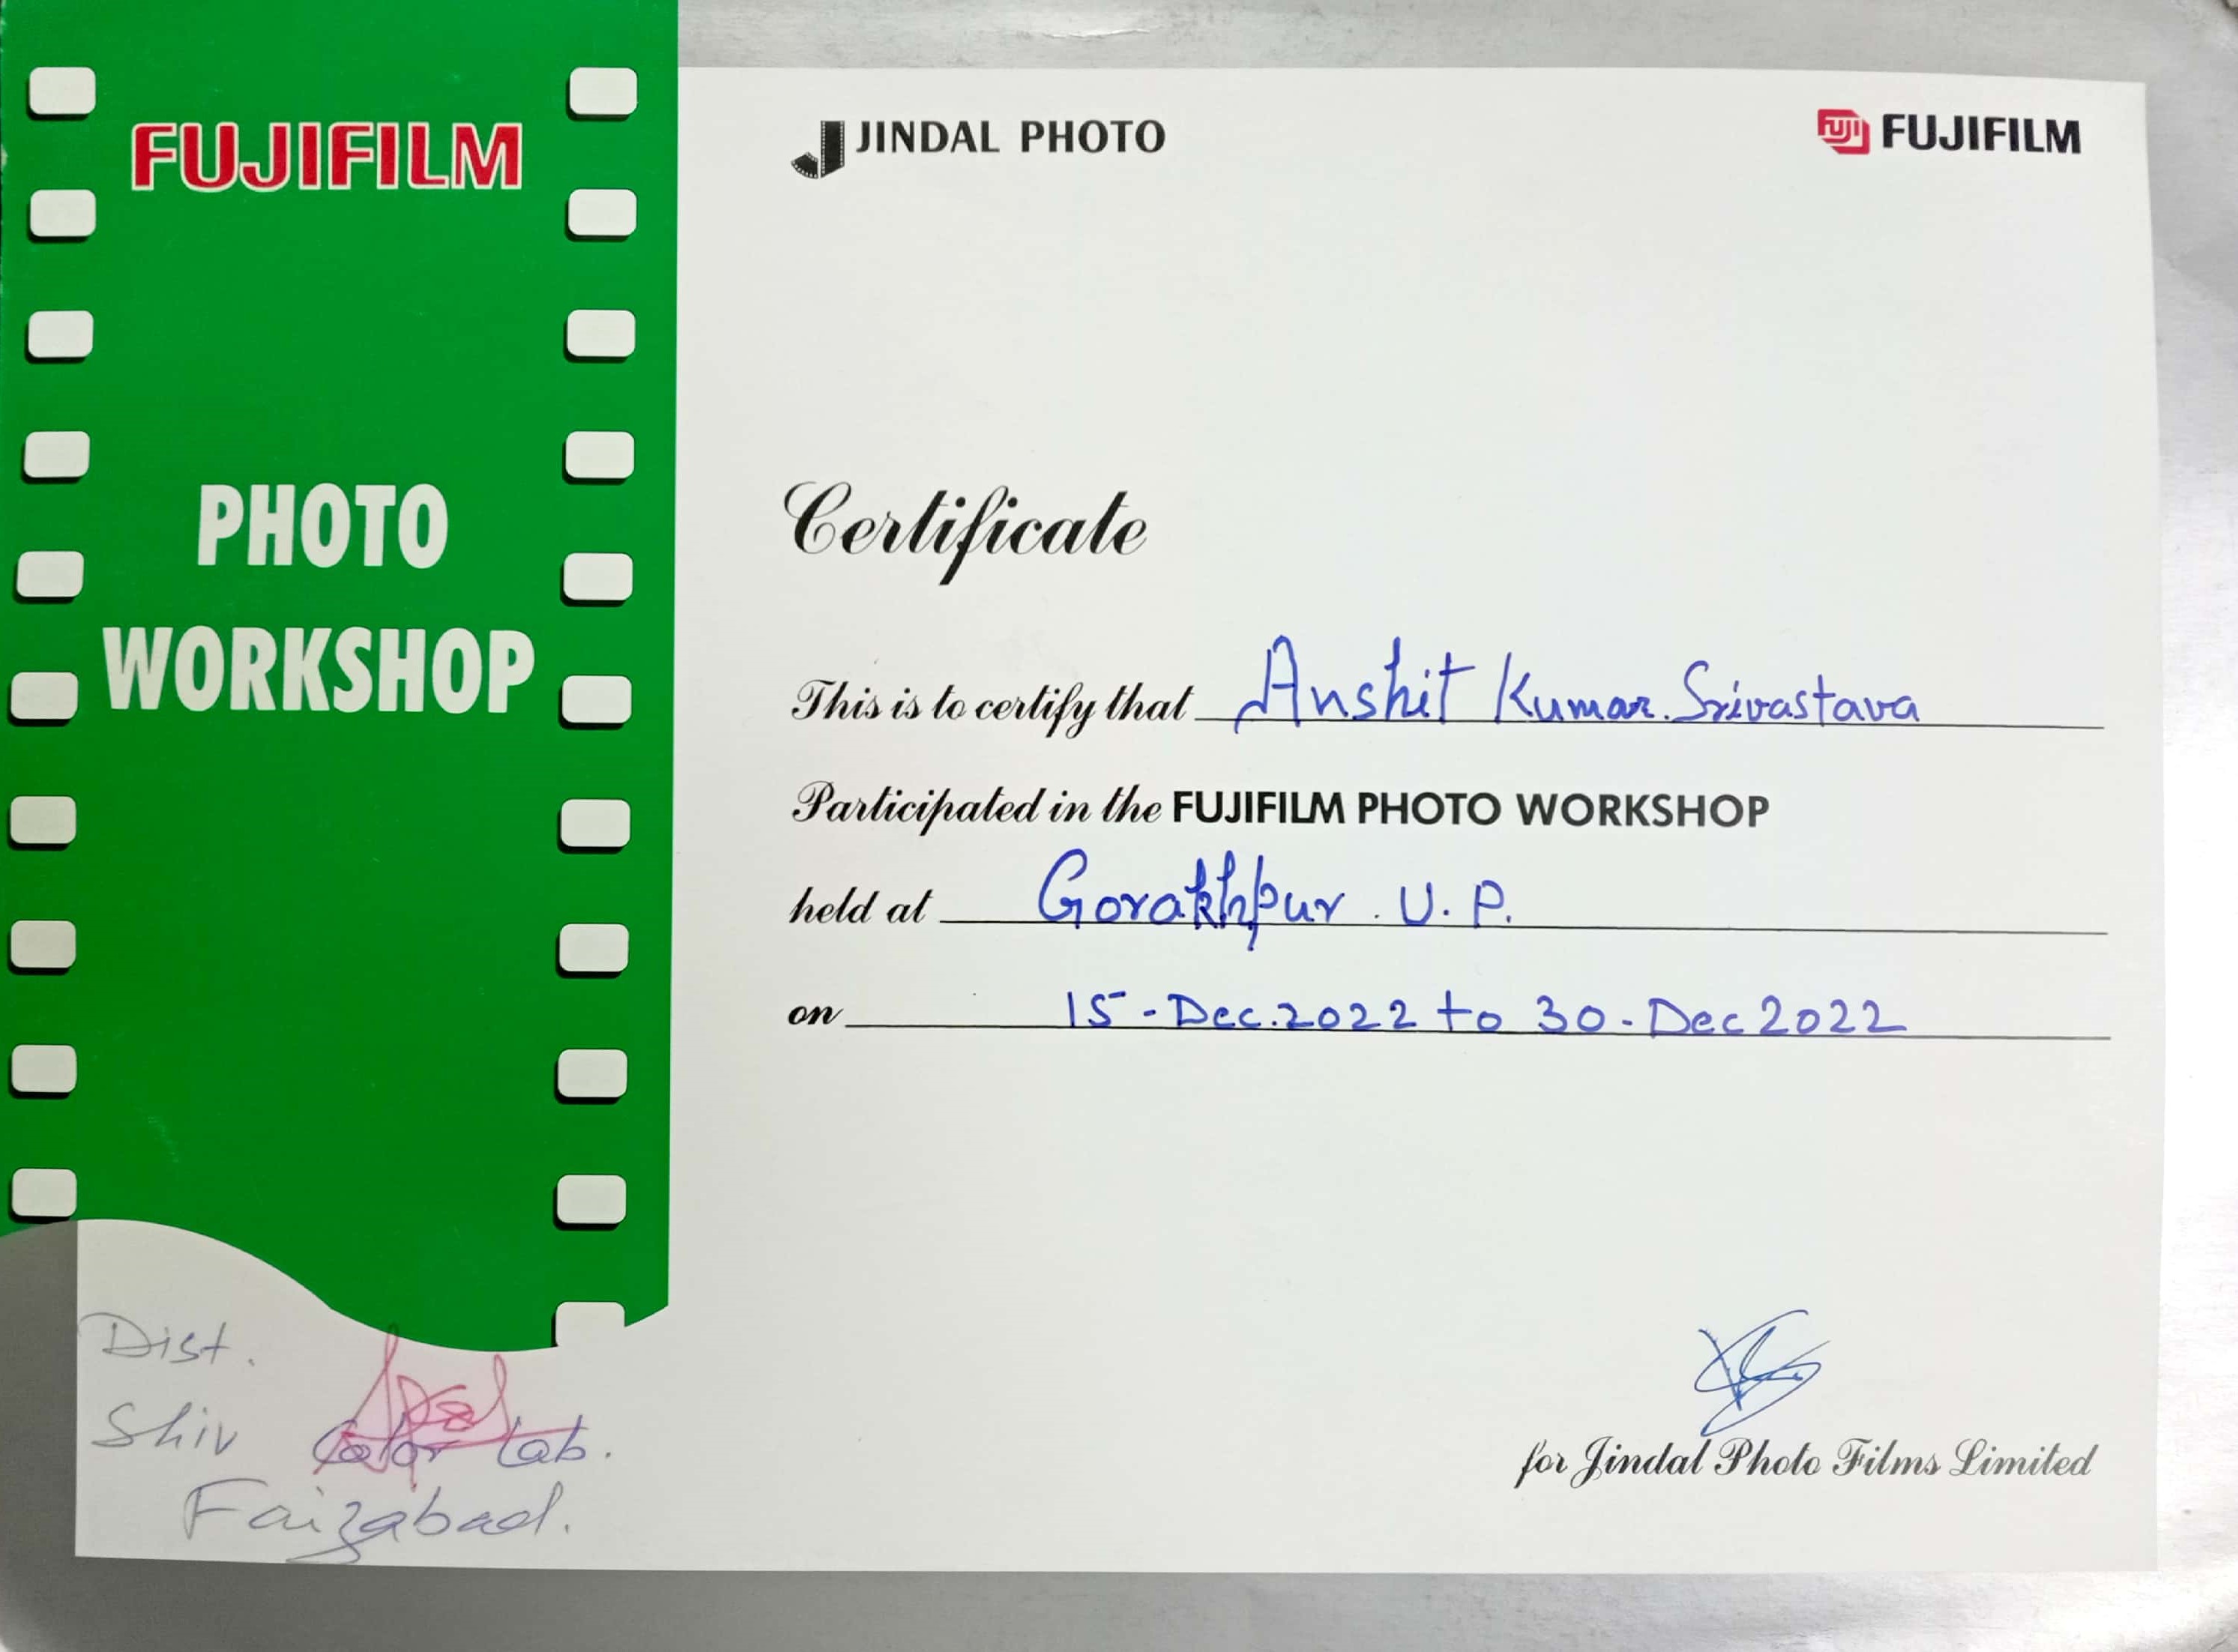 FUJIFILM
PHOTO
WORKSHOP
JINDAL PHOTO
FUJI FUJIFILM
Certificate
This is to certify that Anshit Kumar. Srivastava
Participated in the FUJIFILM PHOTO WORKSHOP
held at Gorakhpur . U. P.
on 15 - Dec. 2022 to 30 - Dec 2022
Dist.
Shiv Color Lab.
Faizabad.
for Jindal Photo Films Limited